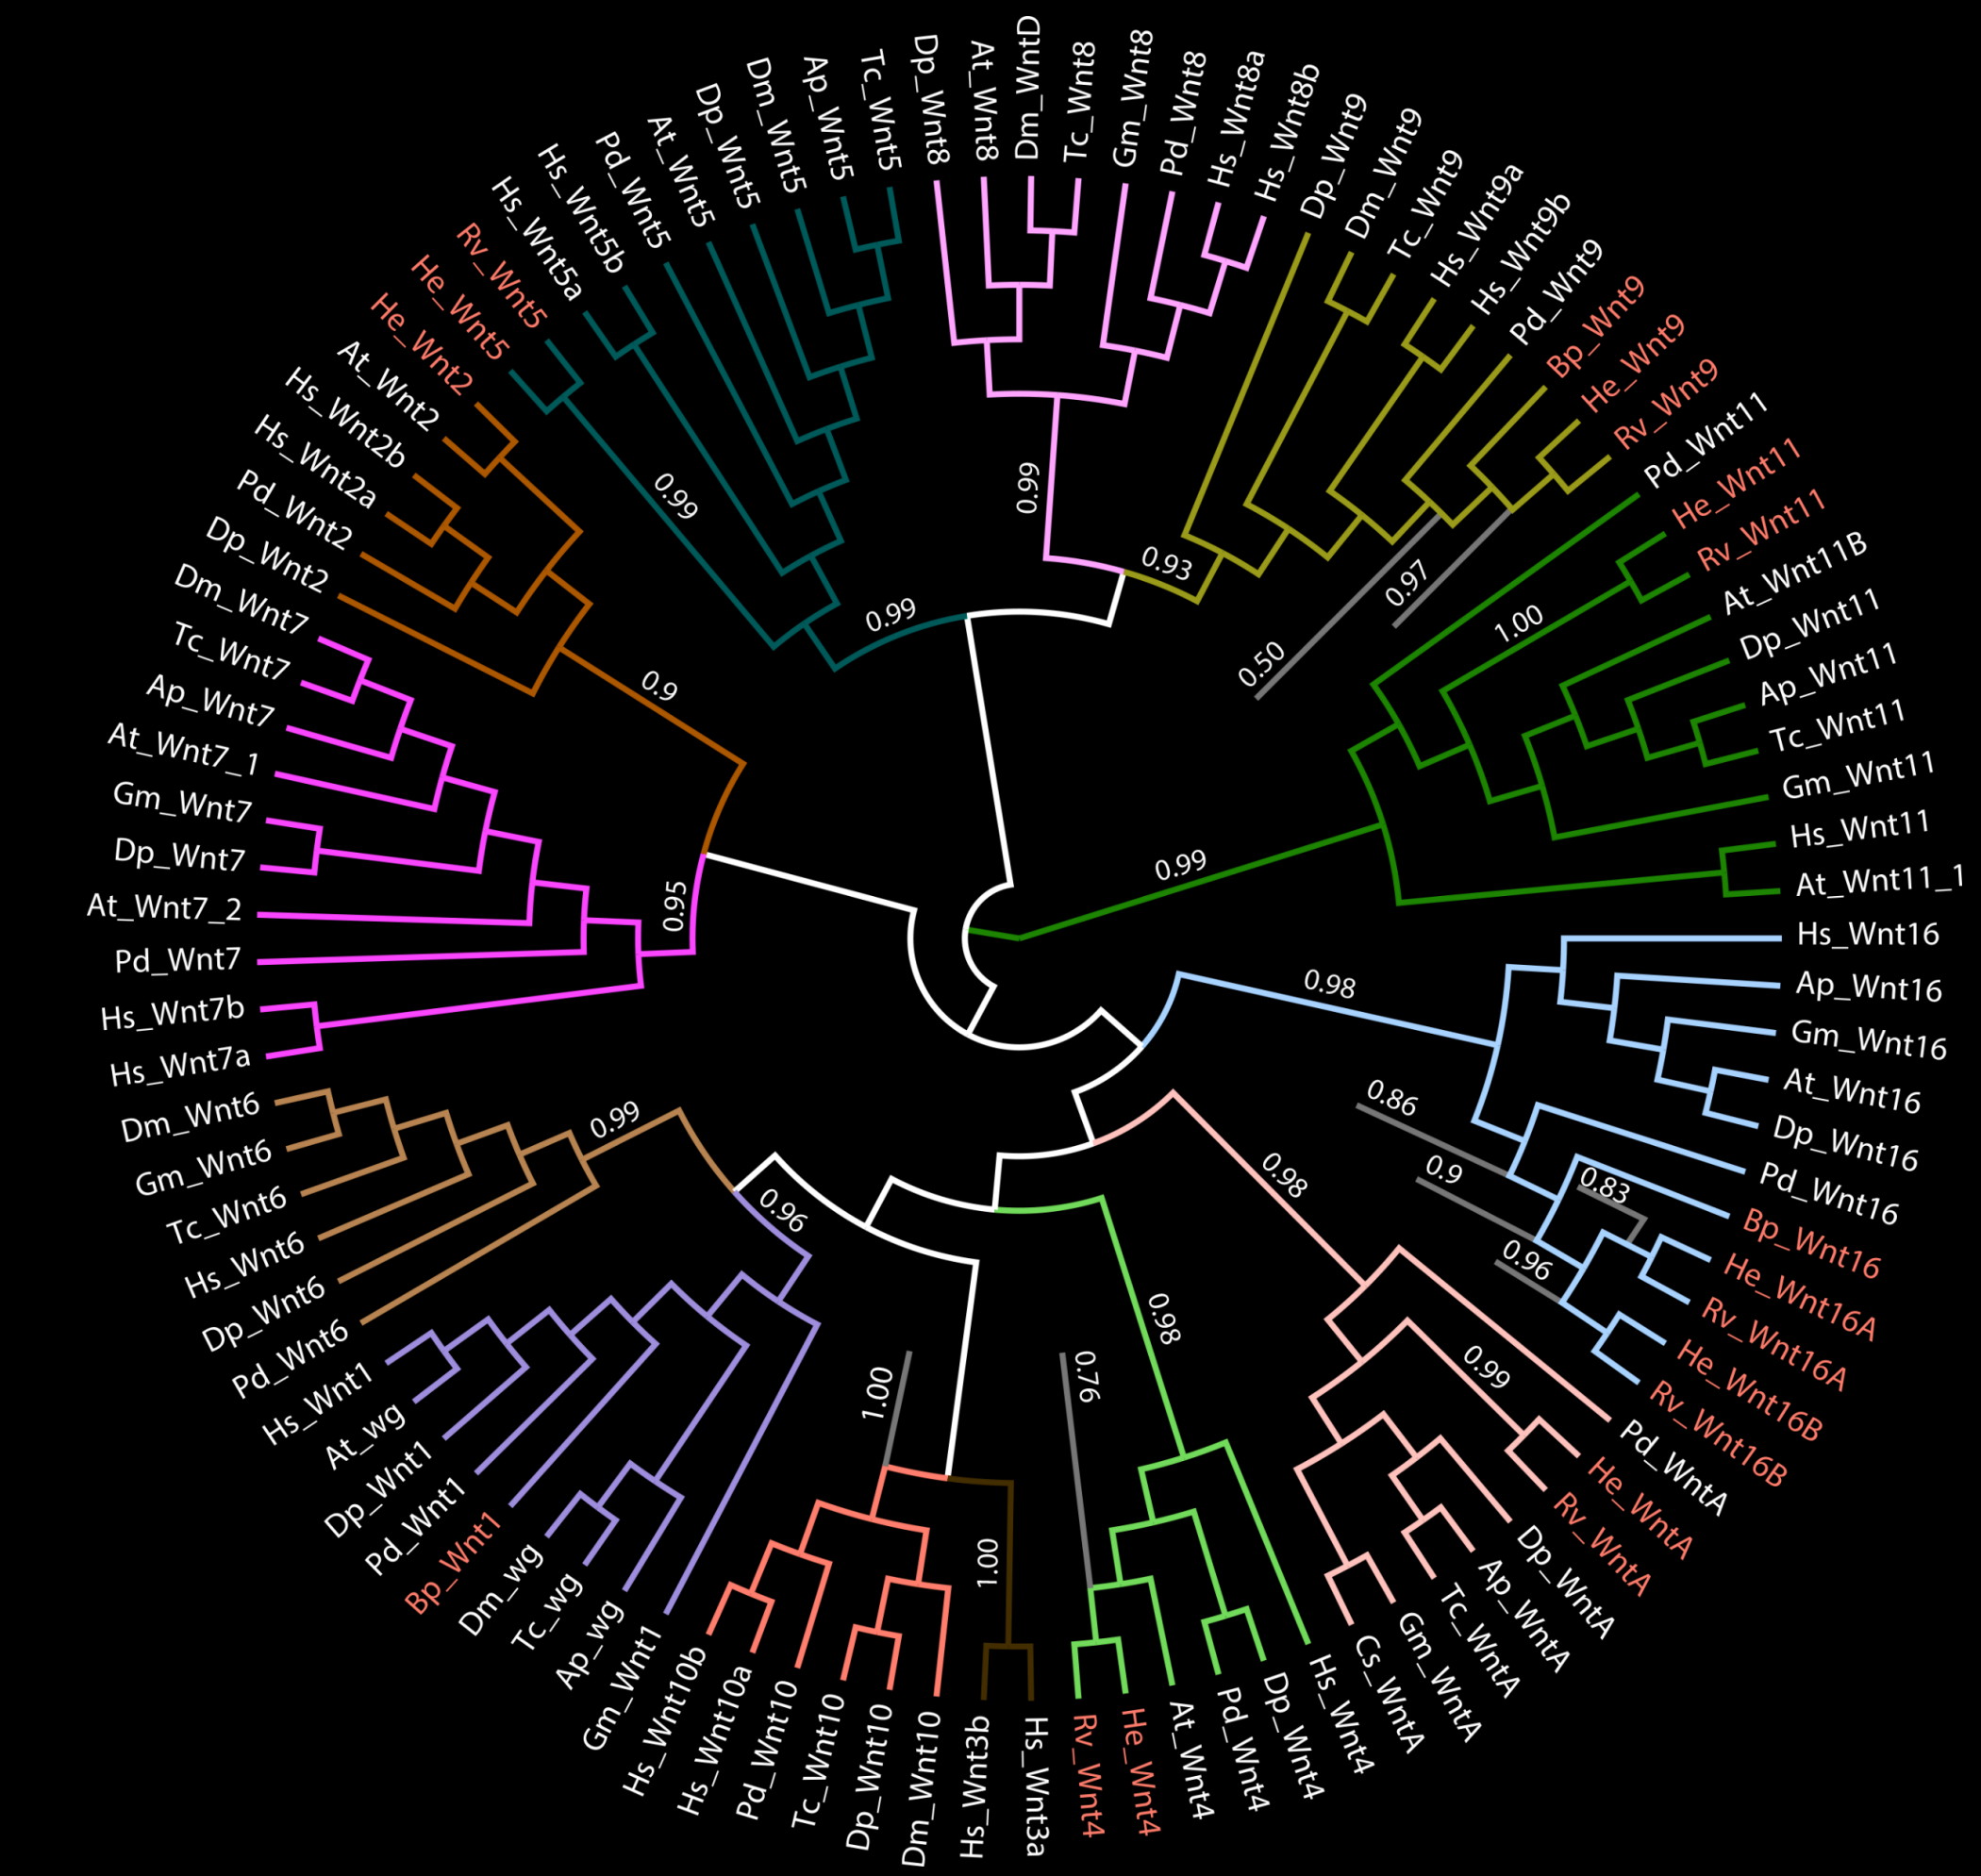 Dp_Wnt8
At_Wnt8
Dm_WntD
Tc_Wnt8
Gm_Wnt8
Pd_Wnt8
Hs_Wnt8a
Hs_Wnt8b
Dp_Wnt9
Dm_Wnt9
Tc_Wnt9
Hs_Wnt9a
Hs_Wnt9b
Pd_Wnt9
Bp_Wnt9
He_Wnt9
Rv_Wnt9
Pd_Wnt11
He_Wnt11
Rv_Wnt11
At_Wnt11B
Dp_Wnt11
Ap_Wnt11
Tc_Wnt11
Gm_Wnt11
Hs_Wnt11
At_Wnt11_1
Hs_Wnt16
Ap_Wnt16
Gm_Wnt16
At_Wnt16
Dp_Wnt16
Pd_Wnt16
Bp_Wnt16
He_Wnt16A
Rv_Wnt16A
He_Wnt16B
Rv_Wnt16B
Pd_WntA
He_WntA
Rv_WntA
Dp_WntA
Ap_WntA
Tc_WntA
Gm_WntA
Cs_WntA
Hs_Wnt4
Dp_Wnt4
Pd_Wnt4
At_Wnt4
He_Wnt4
Rv_Wnt4
Hs_Wnt3a
Hs_Wnt3b
Dm_Wnt10
Dp_Wnt10
Tc_Wnt10
Pd_Wnt10
Hs_Wnt10a
Hs_Wnt10b
Gm_Wnt1
Ap_wg
Tc_wg
Dm_wg
Bp_Wnt1
Pd_Wnt1
Dp_Wnt1
At_wg
Hs_Wnt1
Pd_Wnt6
Dp_Wnt6
Hs_Wnt6
Tc_Wnt6
Gm_Wnt6
Dm_Wnt6
Hs_Wnt7a
Hs_Wnt7b
Pd_Wnt7
At_Wnt7_2
Dp_Wnt7
Gm_Wnt7
At_Wnt7_1
Ap_Wnt7
Tc_Wnt7
Dm_Wnt7
Dp_Wnt2
Pd_Wnt2
Hs_Wnt2a
Hs_Wnt2b
At_Wnt2
He_Wnt2
He_Wnt5
Rv_Wnt5
Hs_Wnt5a
Hs_Wnt5b
Pd_Wnt5
At_Wnt5
Dp_Wnt5
Dm_Wnt5
Ap_Wnt5
Tc_Wnt5
0.99
0.93
0.97
0.50
1.00
0.99
0.98
0.86
0.9
0.83
0.96
0.98
0.99
0.98
0.76
1.00
1.00
0.96
0.99
0.95
0.9
0.99
0.99